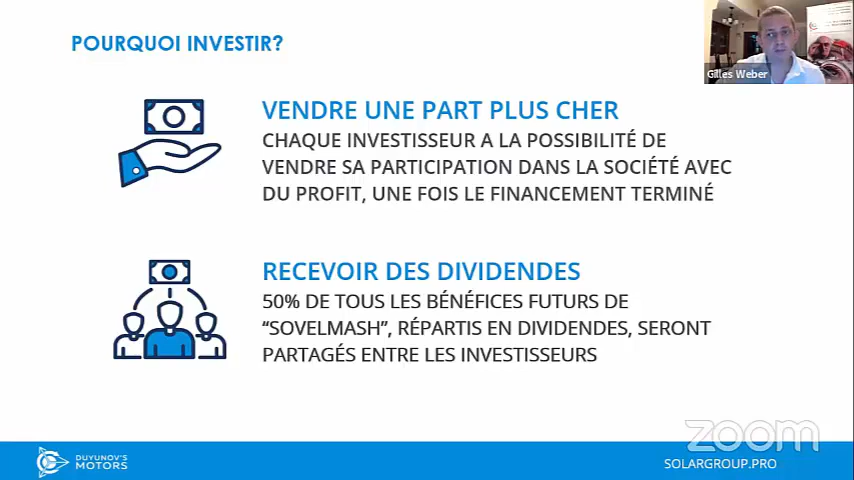 POURQUOI INVESTIR?
Gilles Weber
VENDRE UNE PART PLUS CHER
CHAQUE INVESTISSEUR A LA POSSIBILITÉ DE
VENDRE SA PARTICIPATION DANS LA SOCIÉTÉ AVEC
DU PROFIT, UNE FOIS LE FINANCEMENT TERMINÉ
RECEVOIR DES DIVIDENDES
50% DE TOUS LES BÉNÉFICES FUTURS DE
“SOVELMASH”, RÉPARTIS EN DIVIDENDES, SERONT
PARTAGÉS ENTRE LES INVESTISSEURS
zoom
DUYUNOV'S
MOTORS
SOLARGROUP.PRO